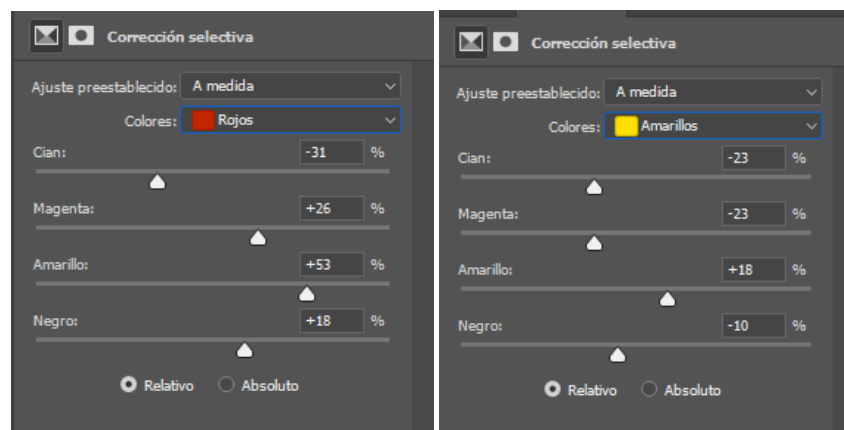 Corrección selectiva
Ajuste preestablecido: A medida
Colores: Rojos
Cian: -31 %
Magenta: +26 %
Amarillo: +53 %
Negro: +18 %
Relativo Absoluto
Corrección selectiva
Ajuste preestablecido: A medida
Colores: Amarillos
Cian: -23 %
Magenta: -23 %
Amarillo: +18 %
Negro: -10 %
Relativo Absoluto